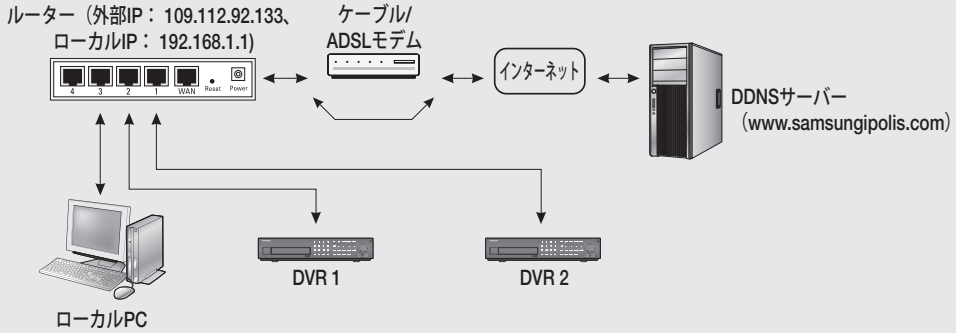 ルーター（外部IP： 109.112.92.133、
ローカルIP： 192.168.1.1)
ケーブル/
ADSLモデム
インターネット
4 3 2 1 WAN Reset Power
DDNSサーバー
（www.samsungipolis.com）
DVR 1
DVR 2
ローカルPC